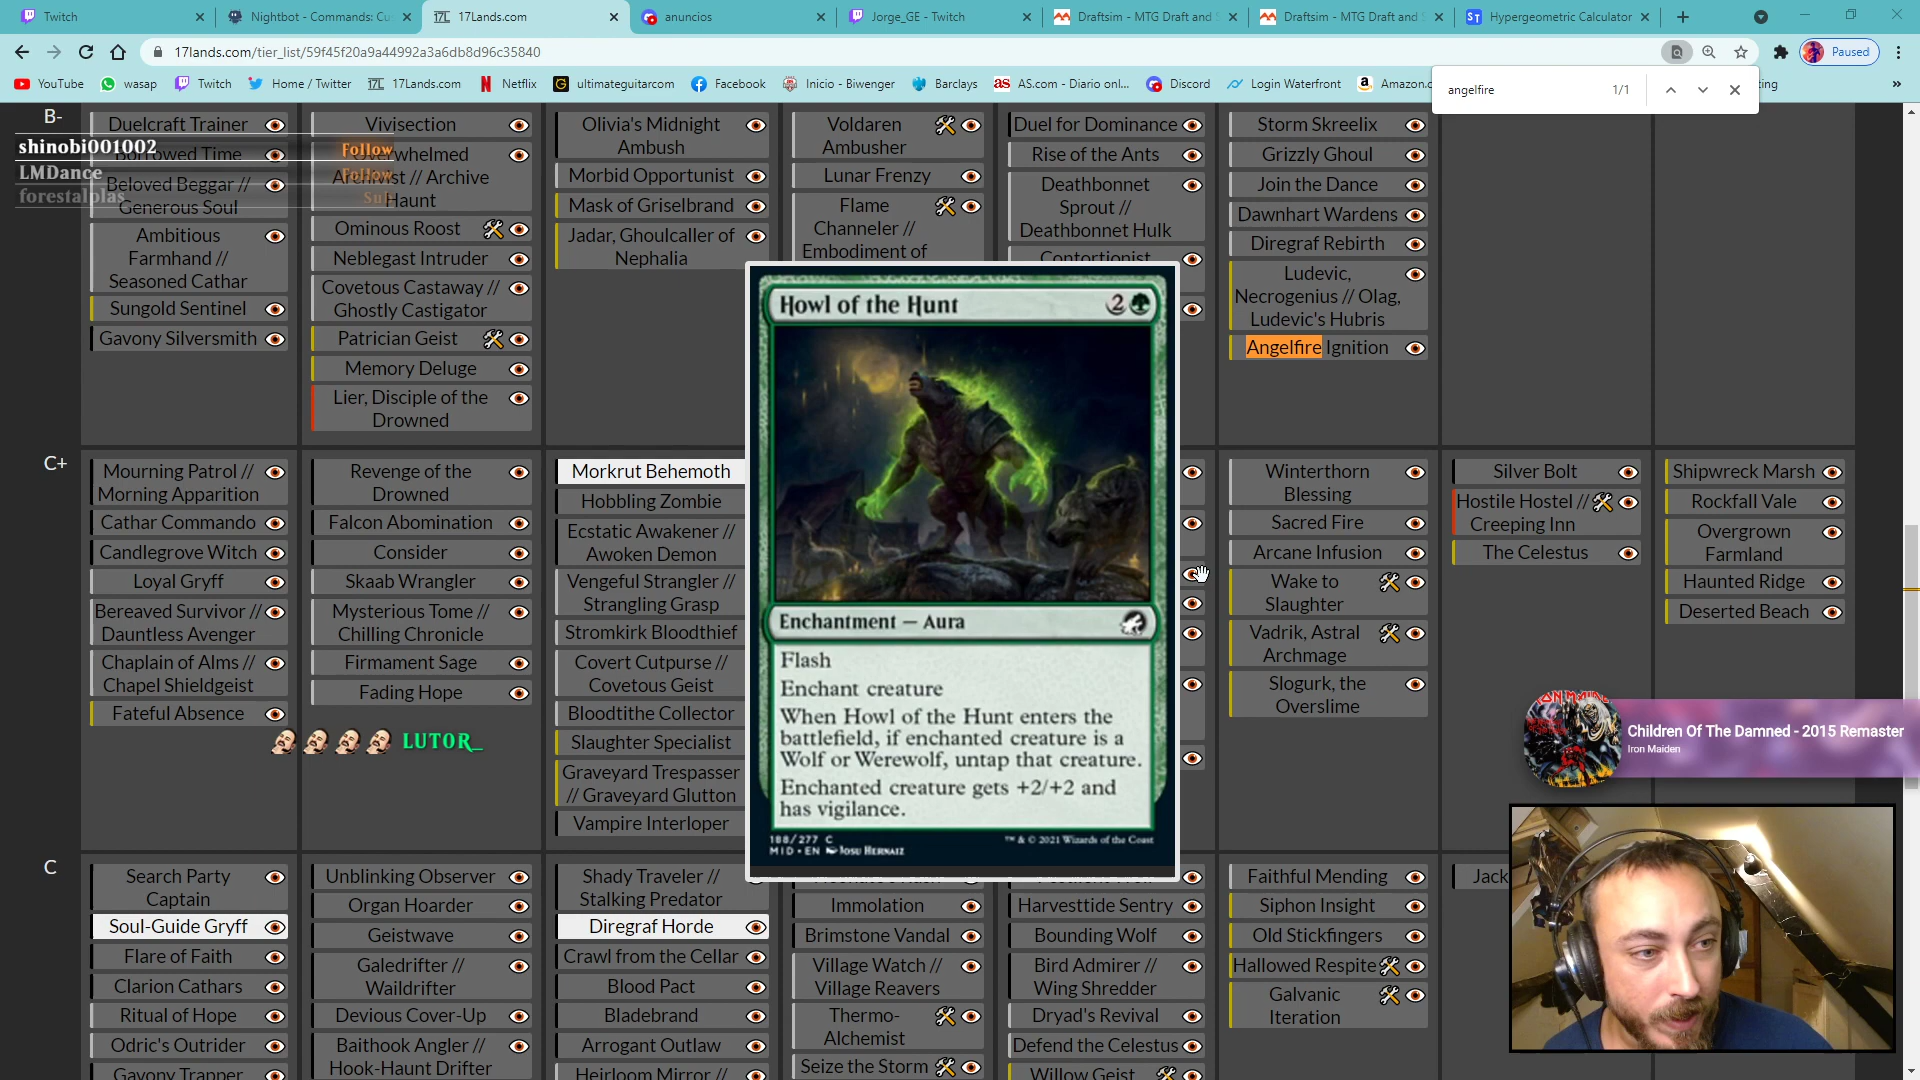 Twitch
Nightbot - Commands: Cu
17Lands.com
anuncios
Jorge_GE - Twitch
Draftsim - MTG Draft and S
Draftsim - MTG Draft and S
Hypergeometric Calculator
17lands.com/tier_list/59f45f20a9a44992a3a6db8d96c35840
Paused
YouTube
wasap
Twitch
Home / Twitter
17Lands.com
Netflix
ultimateguitarcom
Facebook
Inicio - Biwenger
Barclays
AS.com - Diario onl...
Discord
Login Waterfront
Amazon.c
angelfire 1/1
B-
Duelcraft Trainer
Borrowed Time
Beloved Beggar //
Generous Soul
Ambitious
Farmhand //
Seasoned Cathar
Sungold Sentinel
Gavony Silversmith
shinobi001002 Follow
LMDance Follow
forestalplas Sub
Vivisection
Overwhelmed
Archivist // Archive
Haunt
Ominous Roost
Neblegast Intruder
Covetous Castaway //
Ghostly Castigator
Patrician Geist
Memory Deluge
Lier, Disciple of the
Drowned
Olivia's Midnight
Ambush
Morbid Opportunist
Mask of Griselbrand
Jadar, Ghoulcaller of
Nephalia
Voldaren
Ambusher
Lunar Frenzy
Flame
Channeler //
Embodiment of
Duel for Dominance
Rise of the Ants
Deathbonnet
Sprout //
Deathbonnet Hulk
Contortionist
Storm Skreelix
Grizzly Ghoul
Join the Dance
Dawnhart Wardens
Diregraf Rebirth
Ludevic,
Necrogenius // Olag,
Ludevic's Hubris
Angelfire Ignition
Howl of the Hunt 2
Enchantment — Aura
Flash
Enchant creature
When Howl of the Hunt enters the
battlefield, if enchanted creature is a
Wolf or Werewolf, untap that creature.
Enchanted creature gets +2/+2 and
has vigilance.
188/277 C
MID • EN Josu Hernaiz
™ & © 2021 Wizards of the Coast
C+
Mourning Patrol //
Morning Apparition
Cathar Commando
Candlegrove Witch
Loyal Gryff
Bereaved Survivor //
Dauntless Avenger
Chaplain of Alms //
Chapel Shieldgeist
Fateful Absence
Revenge of the
Drowned
Falcon Abomination
Consider
Skaab Wrangler
Mysterious Tome //
Chilling Chronicle
Firmament Sage
Fading Hope
LUTOR_
Morkrut Behemoth
Hobbling Zombie
Ecstatic Awakener //
Awoken Demon
Vengeful Strangler //
Strangling Grasp
Stromkirk Bloodthief
Covert Cutpurse //
Covetous Geist
Bloodtithe Collector
Slaughter Specialist
Graveyard Trespasser
// Graveyard Glutton
Vampire Interloper
Winterthorn
Blessing
Sacred Fire
Arcane Infusion
Wake to
Slaughter
Vadrik, Astral
Archmage
Slogurk, the
Overslime
Silver Bolt
Hostile Hostel //
Creeping Inn
The Celestus
Shipwreck Marsh
Rockfall Vale
Overgrown
Farmland
Haunted Ridge
Deserted Beach
Children Of The Damned - 2015 Remaster
Iron Maiden
C
Search Party
Captain
Soul-Guide Gryff
Flare of Faith
Clarion Cathars
Ritual of Hope
Odric's Outrider
Gavony Trapper
Unblinking Observer
Organ Hoarder
Geistwave
Galedrifter //
Waildrifter
Devious Cover-Up
Baithook Angler //
Hook-Haunt Drifter
Shady Traveler //
Stalking Predator
Diregraf Horde
Crawl from the Cellar
Blood Pact
Bladebrand
Arrogant Outlaw
Heirloom Mirror //
Immolation
Brimstone Vandal
Village Watch //
Village Reavers
Thermo-
Alchemist
Seize the Storm
Harvesttide Sentry
Bounding Wolf
Bird Admirer //
Wing Shredder
Dryad's Revival
Defend the Celestus
Willow Geist
Faithful Mending
Siphon Insight
Old Stickfingers
Hallowed Respite
Galvanic
Iteration
Jack